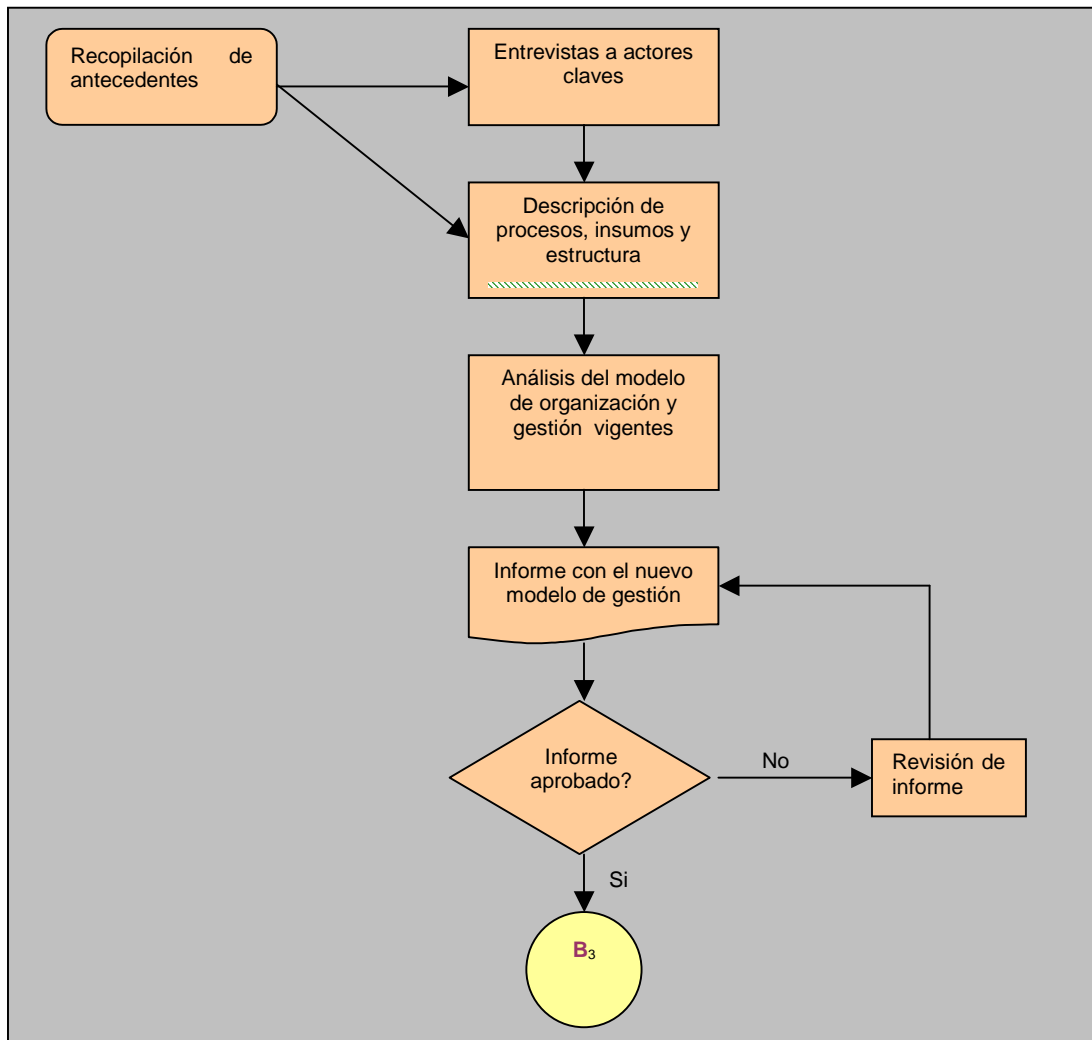 Recopilación de
antecedentes
Entrevistas a actores
claves
Descripción de
procesos, insumos y
estructura
Análisis del modelo
de organización y
gestión vigentes
Informe con el nuevo
modelo de gestión
Informe
aprobado?
No
Revisión de
informe
Si
B₃